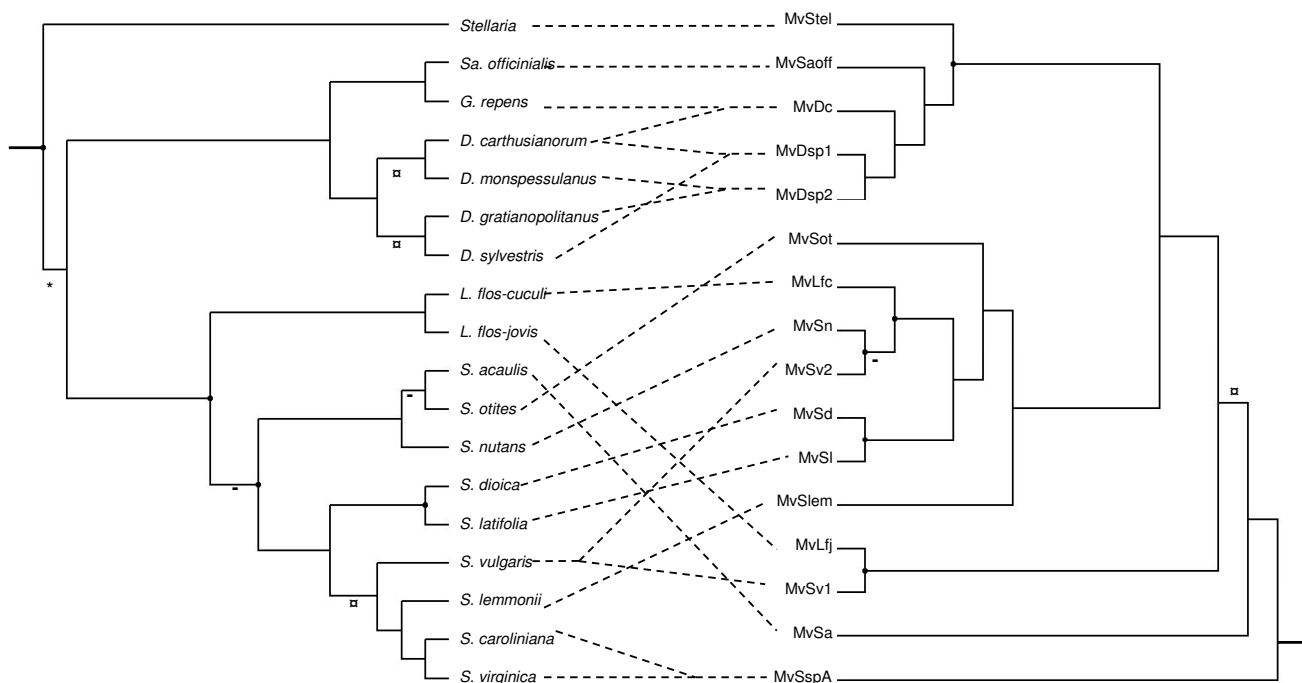 Stellaria
Sa. officinialis
G. repens
D. carthusianorum
D. monspessulanus
D. gratianopolitanus
D. sylvestris
L. flos-cuculi
L. flos-jovis
S. acaulis
S. otites
S. nutans
S. dioica
S. latifolia
S. vulgaris
S. lemmonii
S. caroliniana
S. virginica
MvStel
MvSaoff
MvDc
MvDsp1
MvDsp2
MvSot
MvLfc
MvSn
MvSv2
MvSd
MvSl
MvSlem
MvLfj
MvSv1
MvSa
MvSspA
¤
¤
*
-
-
¤
-
¤